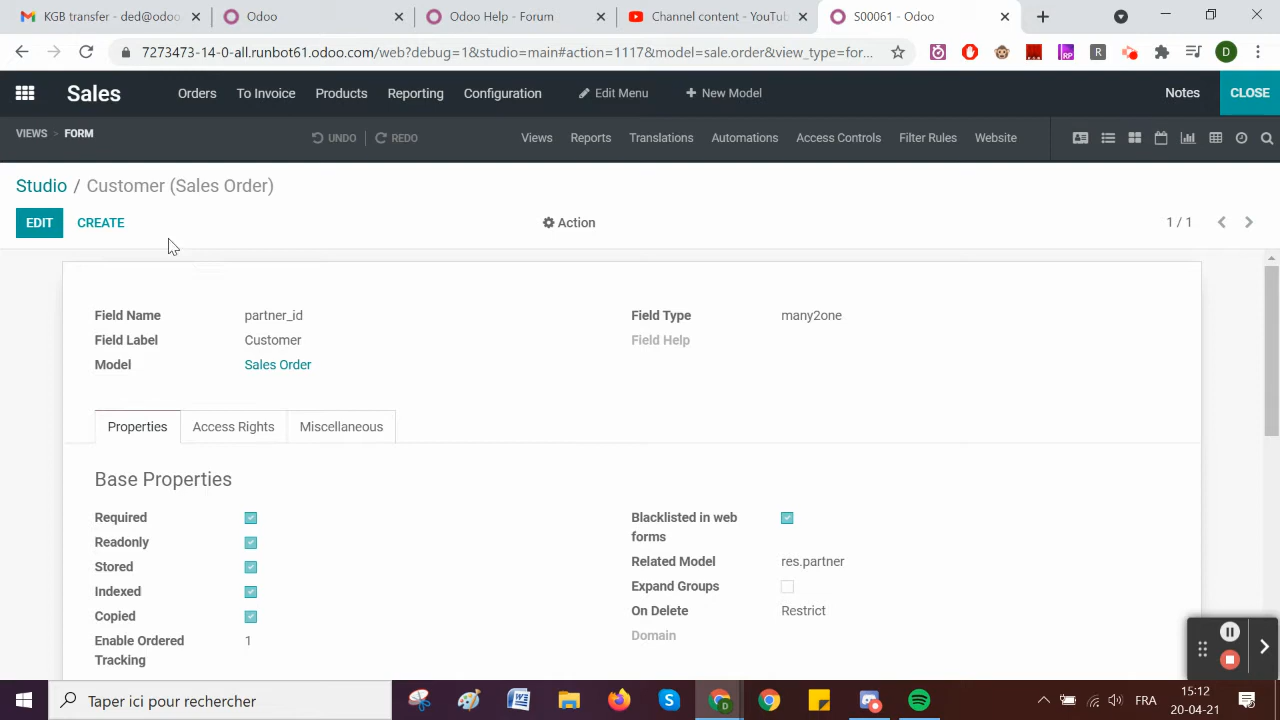 KGB transfer - ded@odoo
Odoo
Odoo Help - Forum
Channel content - YouTub
S00061 - Odoo
7273473-14-0-all.runbot61.odoo.com/web?debug=1&studio=main#action=1117&model=sale.order&view_type=for...
RP
R
D
Sales
Orders
To Invoice
Products
Reporting
Configuration
Edit Menu
New Model
Notes
CLOSE
VIEWS > FORM
UNDO
REDO
Views
Reports
Translations
Automations
Access Controls
Filter Rules
Website
Studio / Customer (Sales Order)
EDIT
CREATE
Action
1 / 1
Field Name partner_id
Field Type many2one
Field Label Customer
Field Help
Model Sales Order
Properties
Access Rights
Miscellaneous
Base Properties
Required
Blacklisted in web
forms
Readonly
Stored
Related Model res.partner
Indexed
Expand Groups
Copied
On Delete Restrict
Enable Ordered
Tracking 1
Domain
Taper ici pour rechercher
FRA
15:12
20-04-21